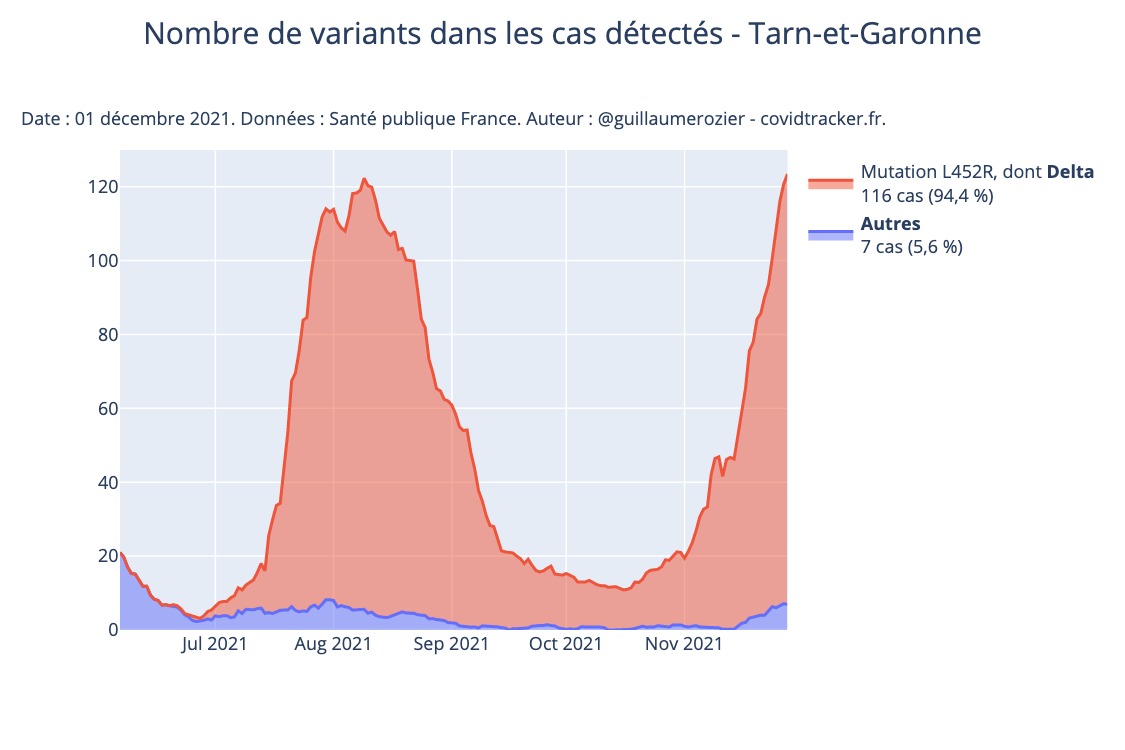 Nombre de variants dans les cas détectés - Tarn-et-Garonne
Date : 01 décembre 2021. Données : Santé publique France. Auteur : @guillaumerozier - covidtracker.fr.
Mutation L452R, dont Delta
116 cas (94,4 %)
Autres
7 cas (5,6 %)
120
100
80
60
40
20
0
Jul 2021 Aug 2021 Sep 2021 Oct 2021 Nov 2021